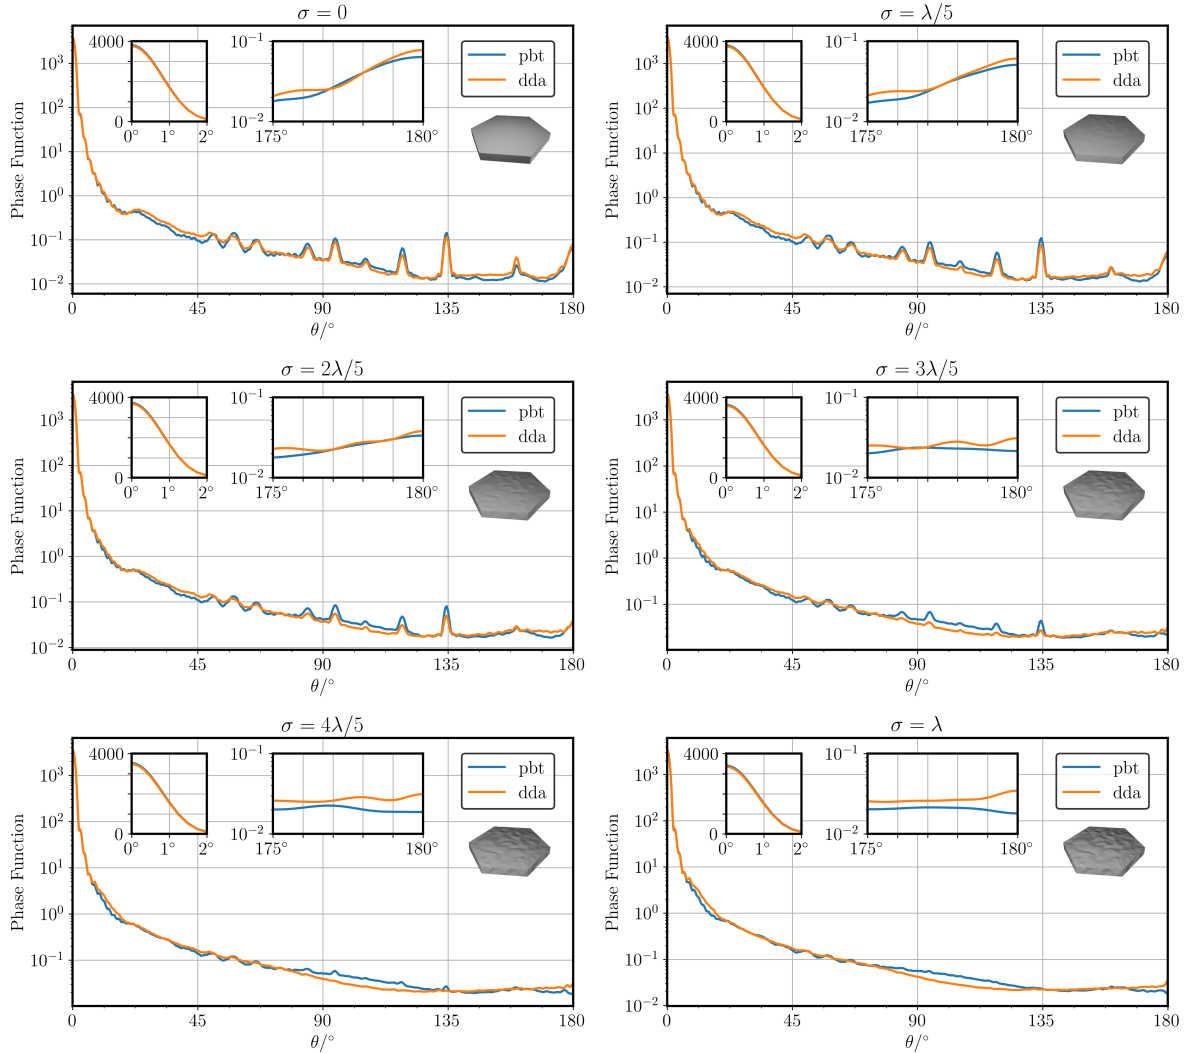 σ = 0
Phase Function
10³
10²
10¹
10⁰
10⁻¹
10⁻²
0 45 90 135 180
θ/°
4000
0
0° 1° 2°
10⁻¹
10⁻²
175° 180°
pbt
dda
σ = λ/5
Phase Function
10³
10²
10¹
10⁰
10⁻¹
10⁻²
0 45 90 135 180
θ/°
4000
0
0° 1° 2°
10⁻¹
10⁻²
175° 180°
pbt
dda
σ = 2λ/5
Phase Function
10³
10²
10¹
10⁰
10⁻¹
10⁻²
0 45 90 135 180
θ/°
4000
0
0° 1° 2°
10⁻¹
10⁻²
175° 180°
pbt
dda
σ = 3λ/5
Phase Function
10³
10²
10¹
10⁰
10⁻¹
0 45 90 135 180
θ/°
4000
0
0° 1° 2°
10⁻¹
10⁻²
175° 180°
pbt
dda
σ = 4λ/5
Phase Function
10³
10²
10¹
10⁰
10⁻¹
0 45 90 135 180
θ/°
4000
0
0° 1° 2°
10⁻¹
10⁻²
175° 180°
pbt
dda
σ = λ
Phase Function
10³
10²
10¹
10⁰
10⁻¹
10⁻²
0 45 90 135 180
θ/°
4000
0
0° 1° 2°
10⁻¹
10⁻²
175° 180°
pbt
dda